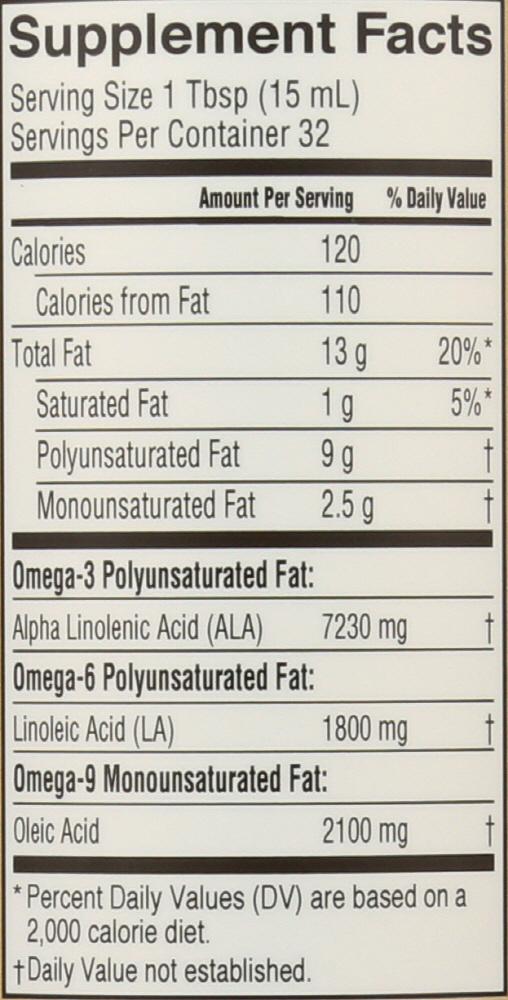 Supplement Facts
Serving Size 1 Tbsp (15 mL)
Servings Per Container 32
Amount Per Serving % Daily Value
Calories 120
Calories from Fat 110
Total Fat 13 g 20%*
Saturated Fat 1 g 5%*
Polyunsaturated Fat 9 g †
Monounsaturated Fat 2.5 g †
Omega-3 Polyunsaturated Fat:
Alpha Linolenic Acid (ALA) 7230 mg †
Omega-6 Polyunsaturated Fat:
Linoleic Acid (LA) 1800 mg †
Omega-9 Monounsaturated Fat:
Oleic Acid 2100 mg †
* Percent Daily Values (DV) are based on a
2,000 calorie diet.
†Daily Value not established.